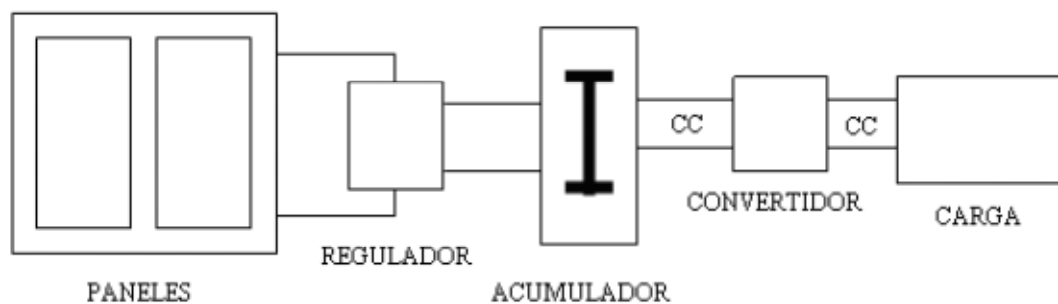 CC
CC
CONVERTIDOR
CARGA
REGULADOR
PANELES
ACUMULADOR